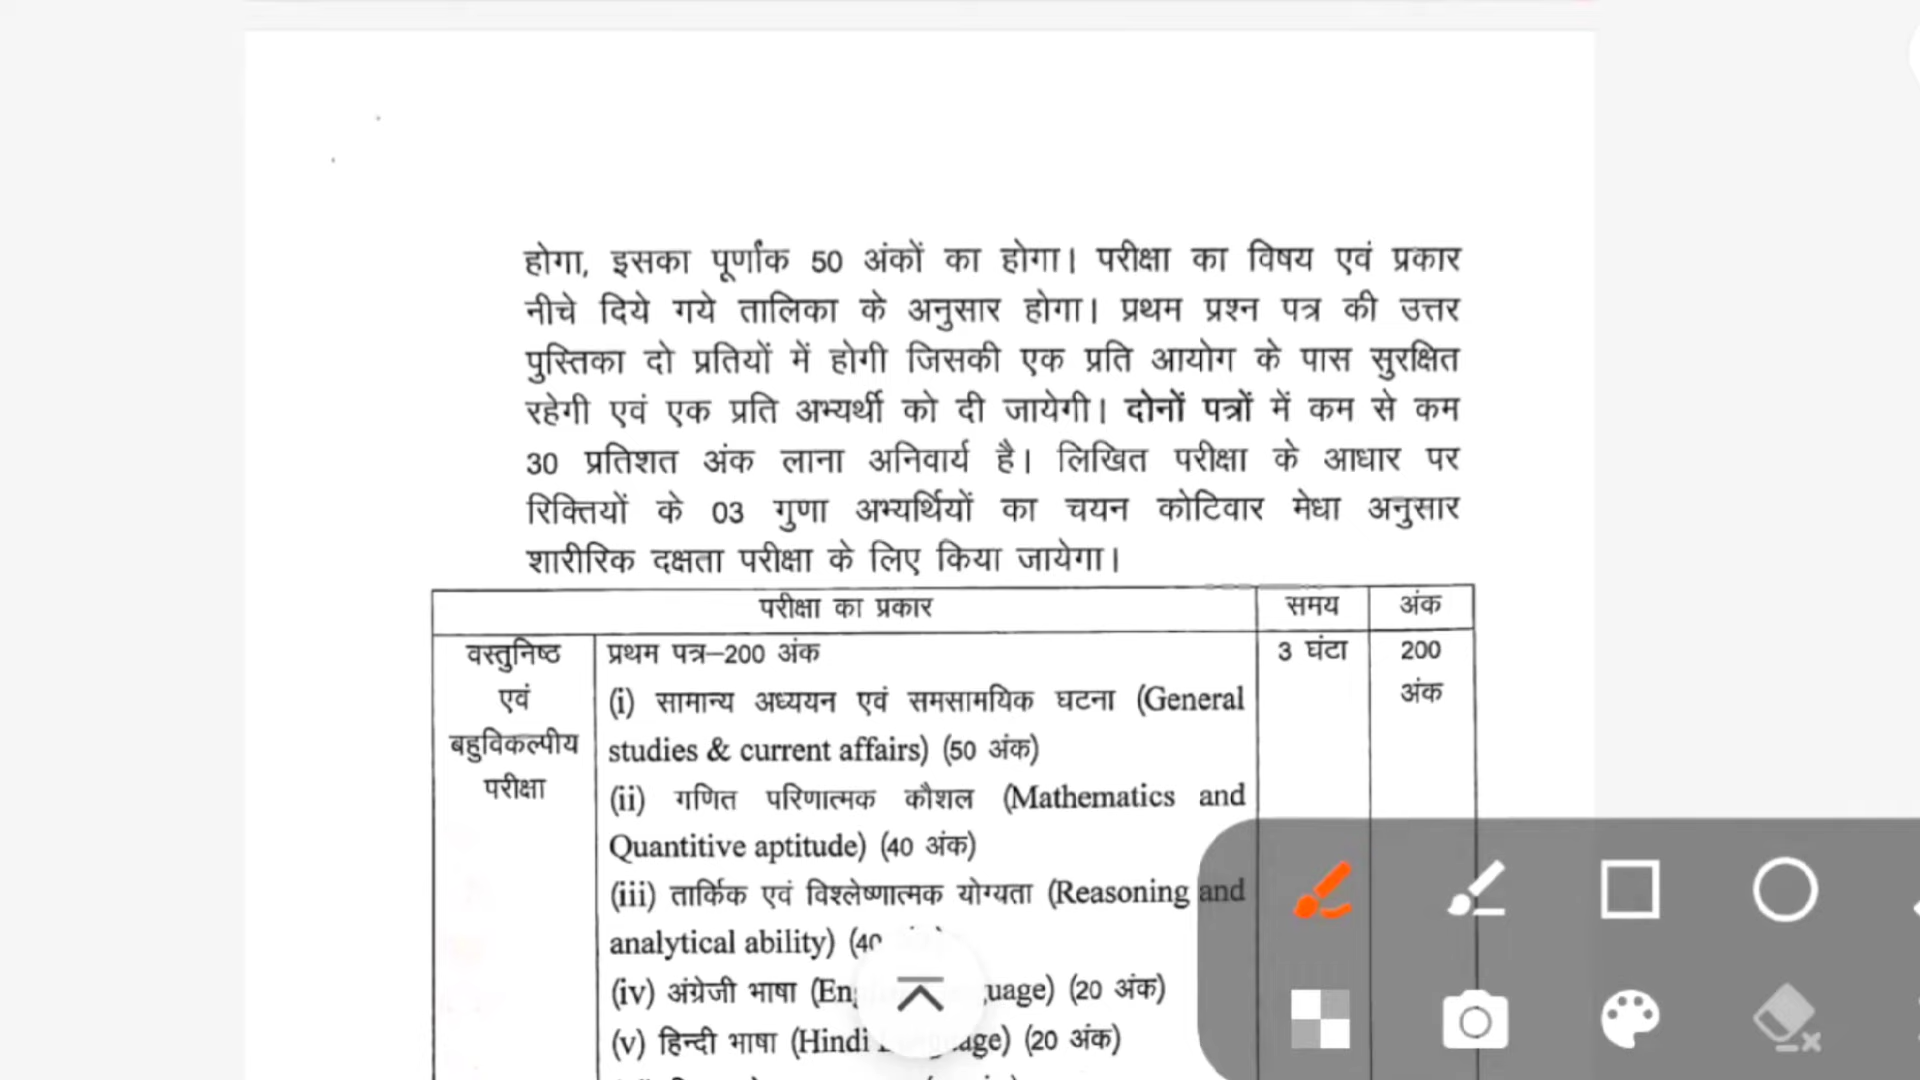 होगा, इसका पूर्णांक 50 अंकों का होगा। परीक्षा का विषय एवं प्रकार
नीचे दिये गये तालिका के अनुसार होगा। प्रथम प्रश्न पत्र की उत्तर
पुस्तिका दो प्रतियों में होगी जिसकी एक प्रति आयोग के पास सुरक्षित
रहेगी एवं एक प्रति अभ्यर्थी को दी जायेगी। दोनों पत्रों में कम से कम
30 प्रतिशत अंक लाना अनिवार्य है। लिखित परीक्षा के आधार पर
रिक्तियों के 03 गुणा अभ्यर्थियों का चयन कोटिवार मेधा अनुसार
शारीरिक दक्षता परीक्षा के लिए किया जायेगा।
परीक्षा का प्रकार समय अंक
वस्तुनिष्ठ
एवं
बहुविकल्पीय
परीक्षा
प्रथम पत्र–200 अंक
(i) सामान्य अध्ययन एवं समसामयिक घटना (General
studies & current affairs) (50 अंक)
(ii) गणित परिणात्मक कौशल (Mathematics and
Quantitive aptitude) (40 अंक)
(iii) तार्किक एवं विश्लेष्णात्मक योग्यता (Reasoning and
analytical ability) (40
(iv) अंग्रेजी भाषा (20 अंक)
(v) हिन्दी भाषा (Hindi (20 अंक)
3 घंटा
200
अंक